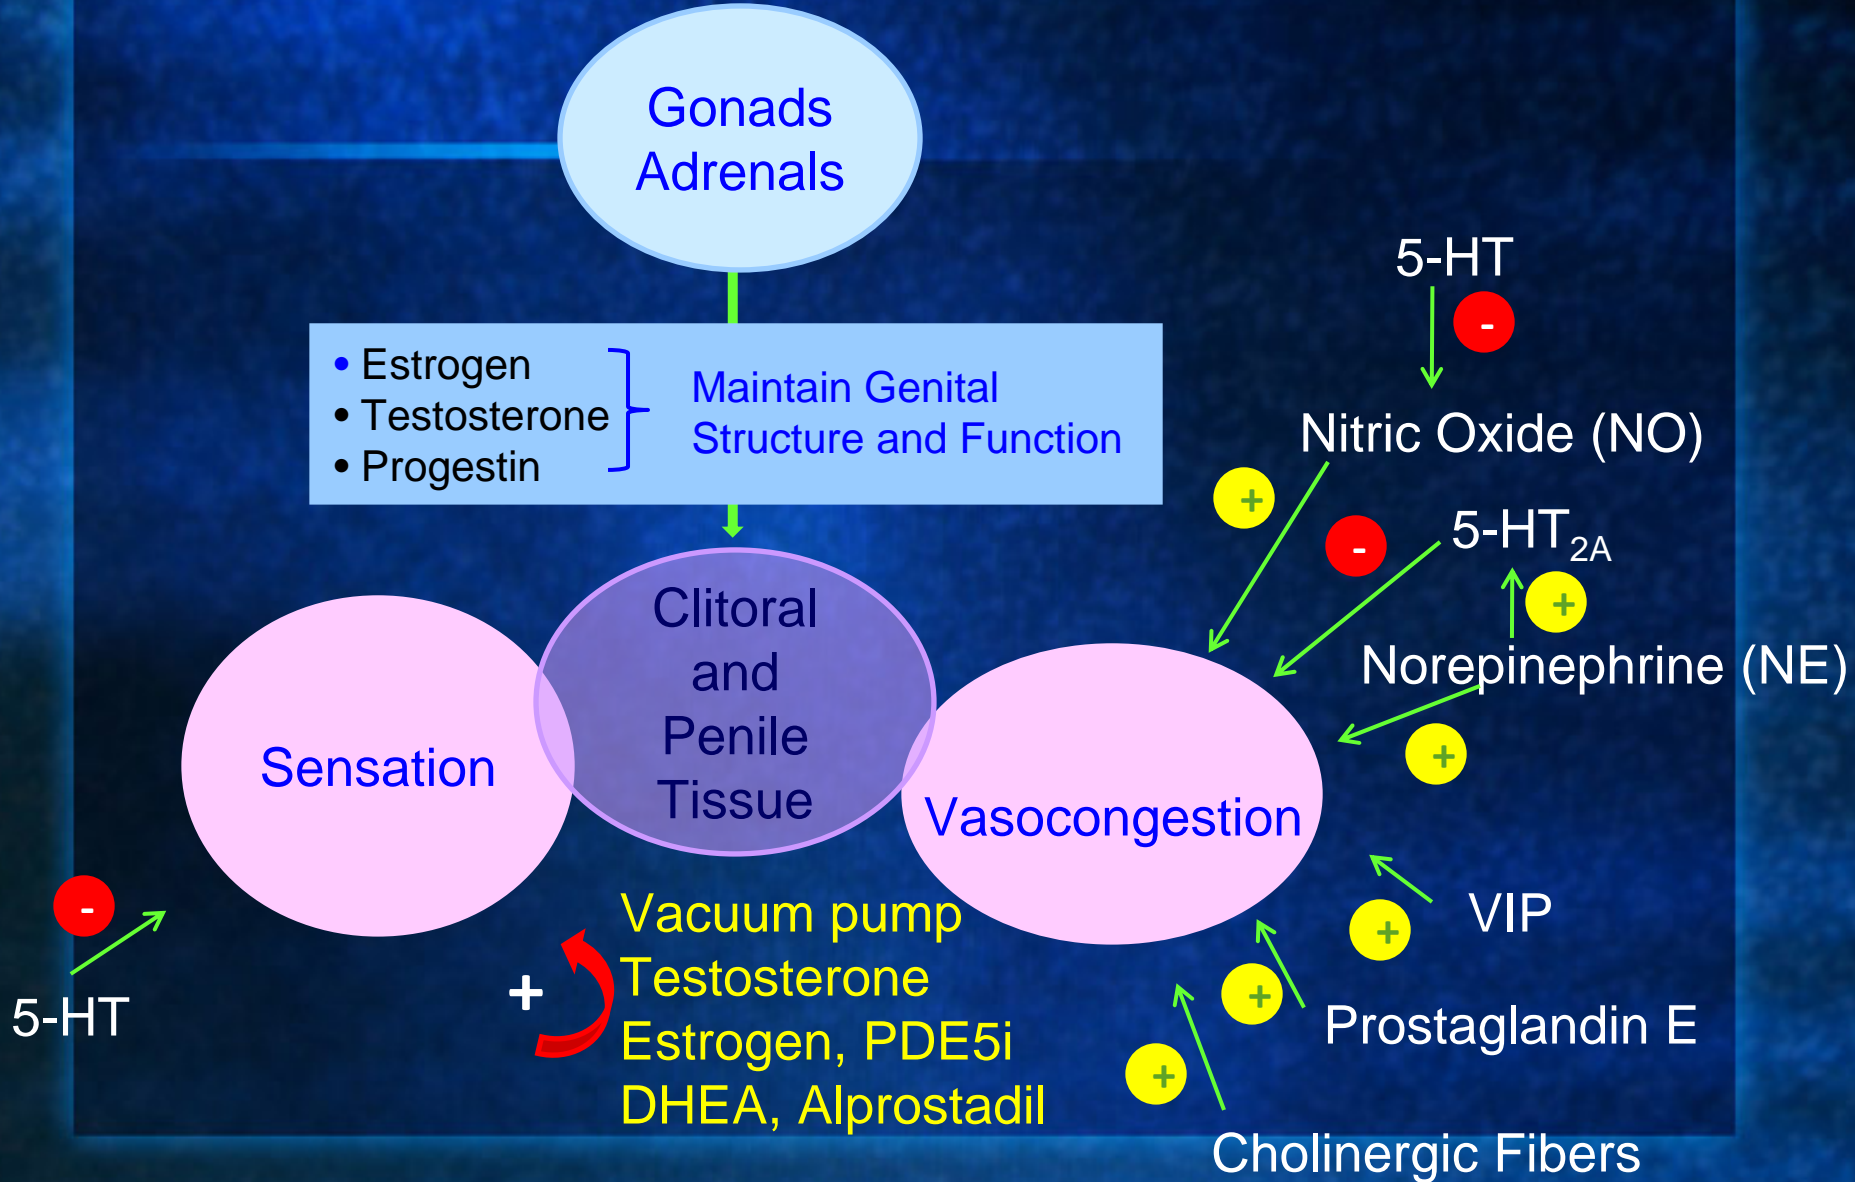 Gonads
Adrenals
• Estrogen
• Testosterone
• Progestin
Maintain Genital
Structure and Function
5-HT
-
Nitric Oxide (NO)
+
-
5-HT2A
+
Norepinephrine (NE)
+
Clitoral
and
Penile
Tissue
Sensation
Vasocongestion
-
5-HT
+
Vacuum pump
Testosterone
Estrogen, PDE5i
DHEA, Alprostadil
+
VIP
+
Prostaglandin E
+
Cholinergic Fibers